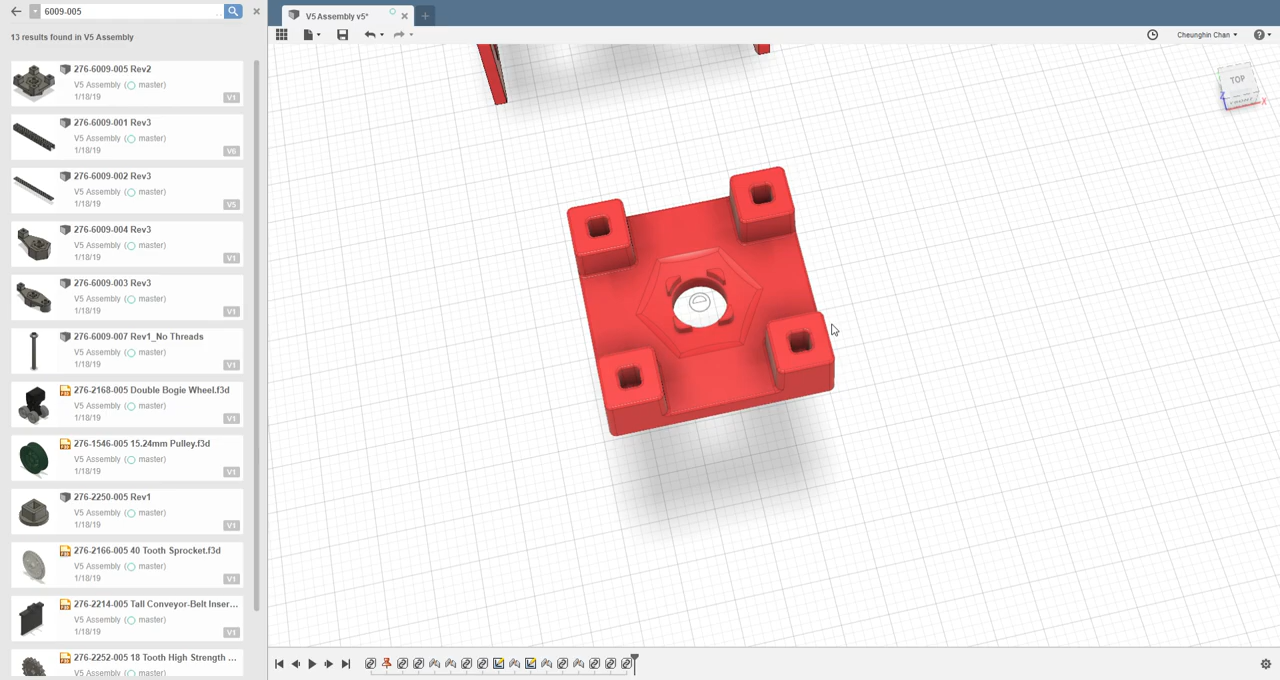 6009-005
13 results found in V5 Assembly
276-6009-005 Rev2
V5 Assembly (master)
1/18/19
V1
276-6009-001 Rev3
V5 Assembly (master)
1/18/19
V6
276-6009-002 Rev3
V5 Assembly (master)
1/18/19
V5
276-6009-004 Rev3
V5 Assembly (master)
1/18/19
V1
276-6009-003 Rev3
V5 Assembly (master)
1/18/19
V1
276-6009-007 Rev1_No Threads
V5 Assembly (master)
1/18/19
V1
276-2168-005 Double Bogie Wheel.f3d
V5 Assembly (master)
1/18/19
V1
276-1546-005 15.24mm Pulley.f3d
V5 Assembly (master)
1/18/19
V1
276-2250-005 Rev1
V5 Assembly (master)
1/18/19
V1
276-2166-005 40 Tooth Sprocket.f3d
V5 Assembly (master)
1/18/19
V1
276-2214-005 Tall Conveyor-Belt Inser...
V5 Assembly (master)
1/18/19
V1
276-2252-005 18 Tooth High Strength ...
V5 Assembly (master)
V5 Assembly v5*
Cheunghin Chan
TOP
FRONT
Z
X